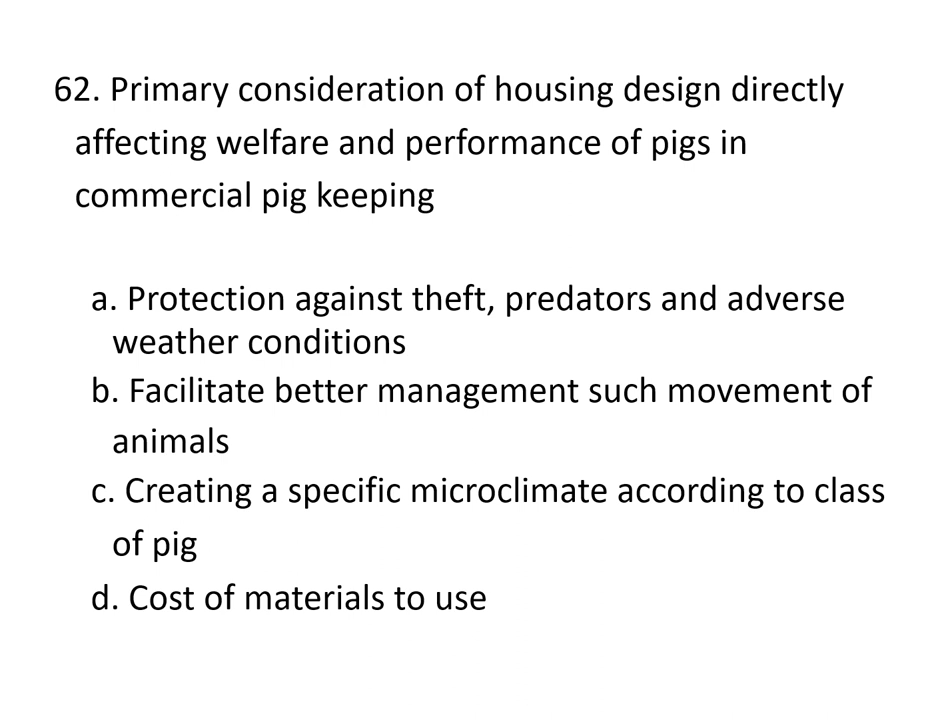 62. Primary consideration of housing design directly
affecting welfare and performance of pigs in
commercial pig keeping
a. Protection against theft, predators and adverse
weather conditions
b. Facilitate better management such movement of
animals
c. Creating a specific microclimate according to class
of pig
d. Cost of materials to use